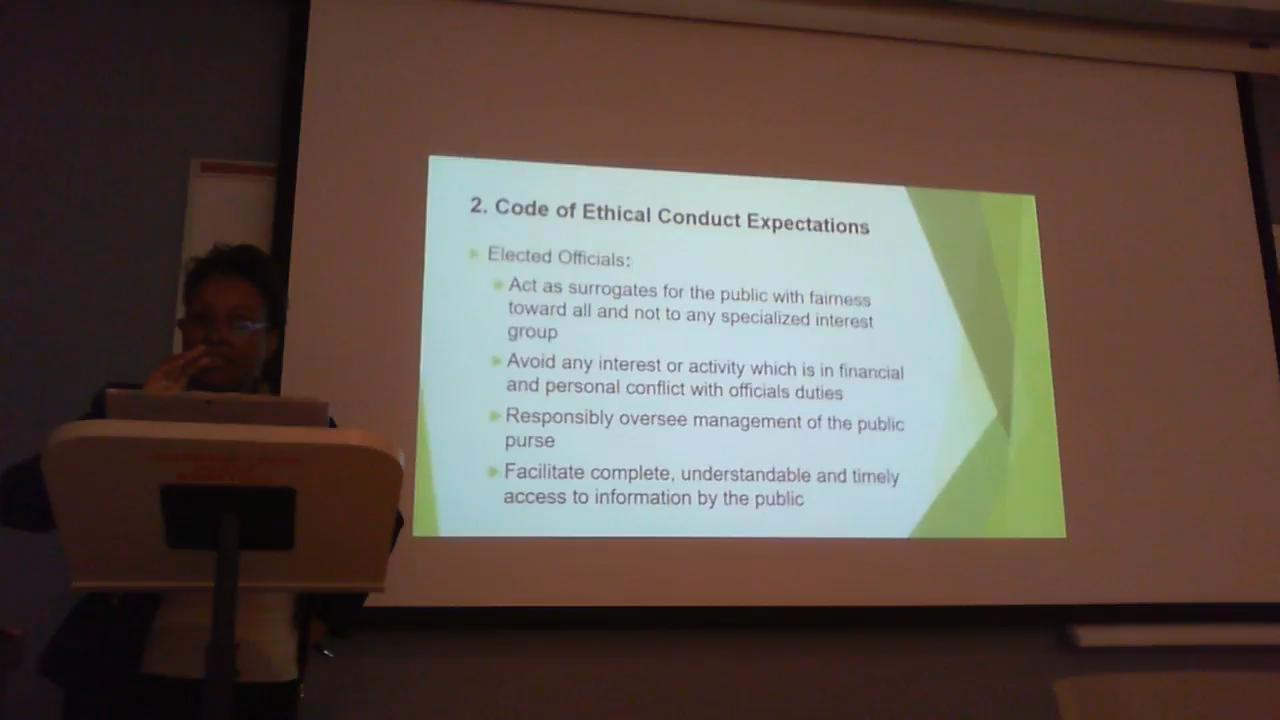 2. Code of Ethical Conduct Expectations
Elected Officials:
Act as surrogates for the public with fairness
toward all and not to any specialized interest
group
Avoid any interest or activity which is in financial
and personal conflict with officials duties
Responsibly oversee management of the public
purse
Facilitate complete, understandable and timely
access to information by the public